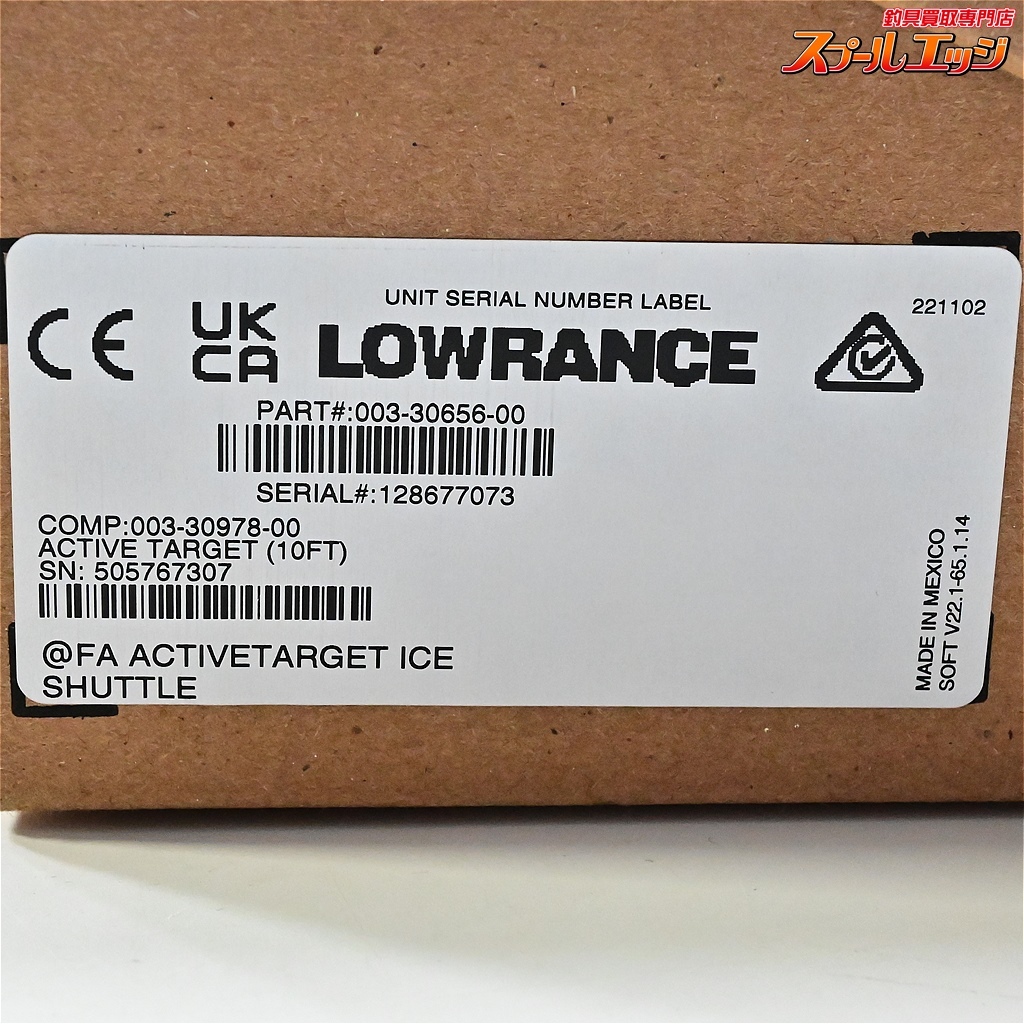 釣具買取専門店
スプールエッジ
UNIT SERIAL NUMBER LABEL
221102
CE
UK
CA
LOWRANCE
PART#:003-30656-00
SERIAL#:128677073
COMP:003-30978-00
ACTIVE TARGET (10FT)
SN: 505767307
@FA ACTIVETARGET ICE
SHUTTLE
MADE IN MEXICO
SOFT V22.1-65.1.14